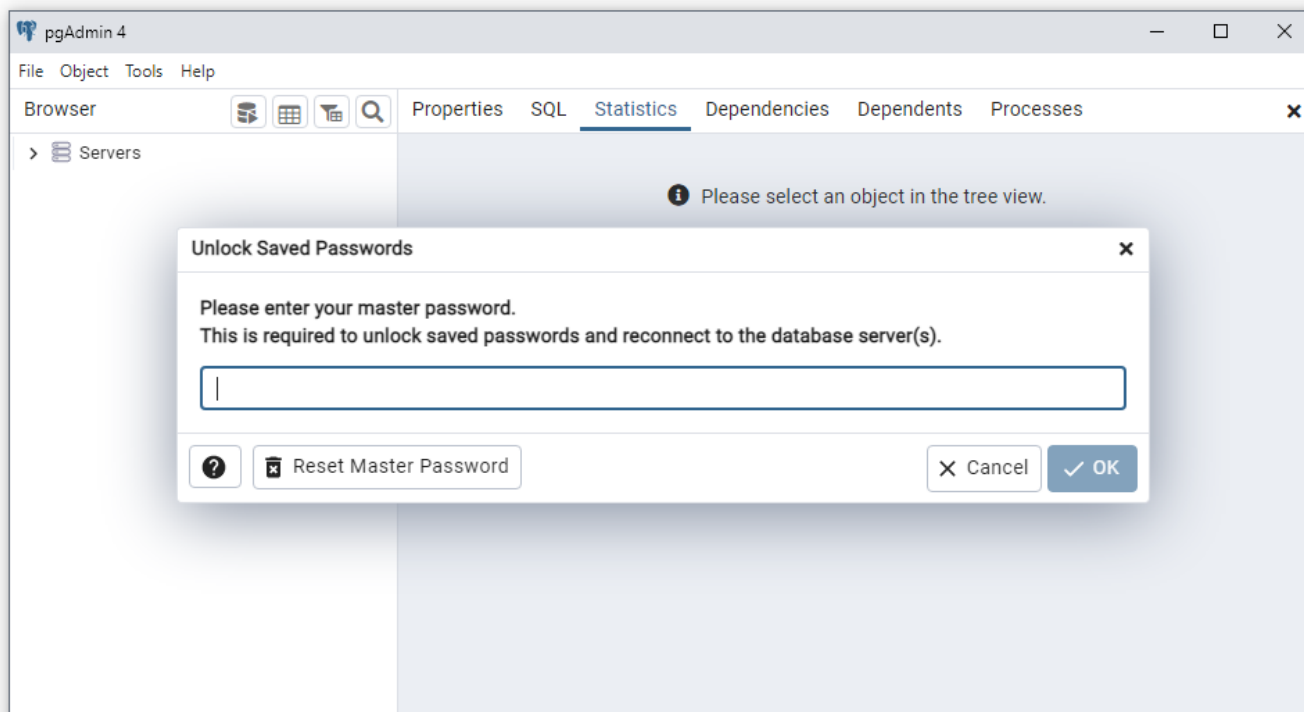 pgAdmin 4
File Object Tools Help
Browser
Properties SQL Statistics Dependencies Dependents Processes
Servers
Please select an object in the tree view.
Unlock Saved Passwords
Please enter your master password.
This is required to unlock saved passwords and reconnect to the database server(s).
Reset Master Password
Cancel
OK